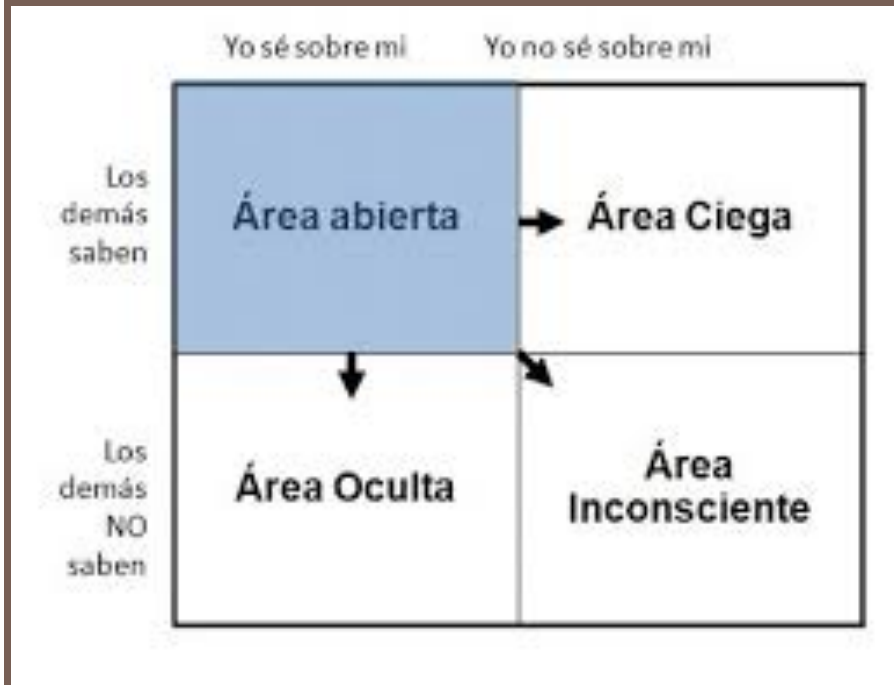 Yo sé sobre mi
Yo no sé sobre mi
Los
demás
saben
Área abierta
Área Ciega
Los
demás
NO
saben
Área Oculta
Área
Inconsciente